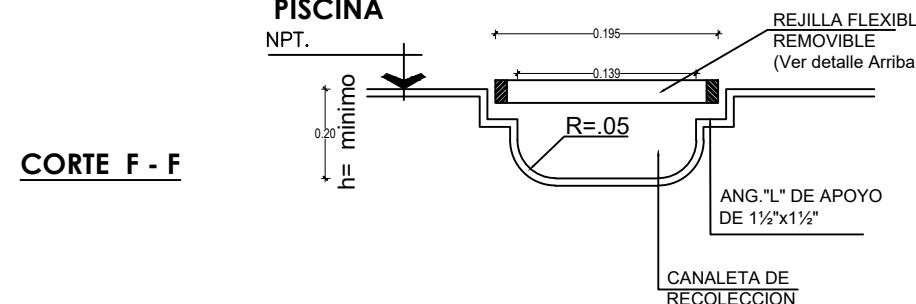 PISCINA
NPT.
0.195
REJILLA FLEXIBL
REMOVIBLE
(Ver detalle Arriba
0.139
0.20
h= minimo
R=.05
CORTE F - F
ANG."L" DE APOYO
DE 1½"x1½"
CANALETA DE
RECOLECCION